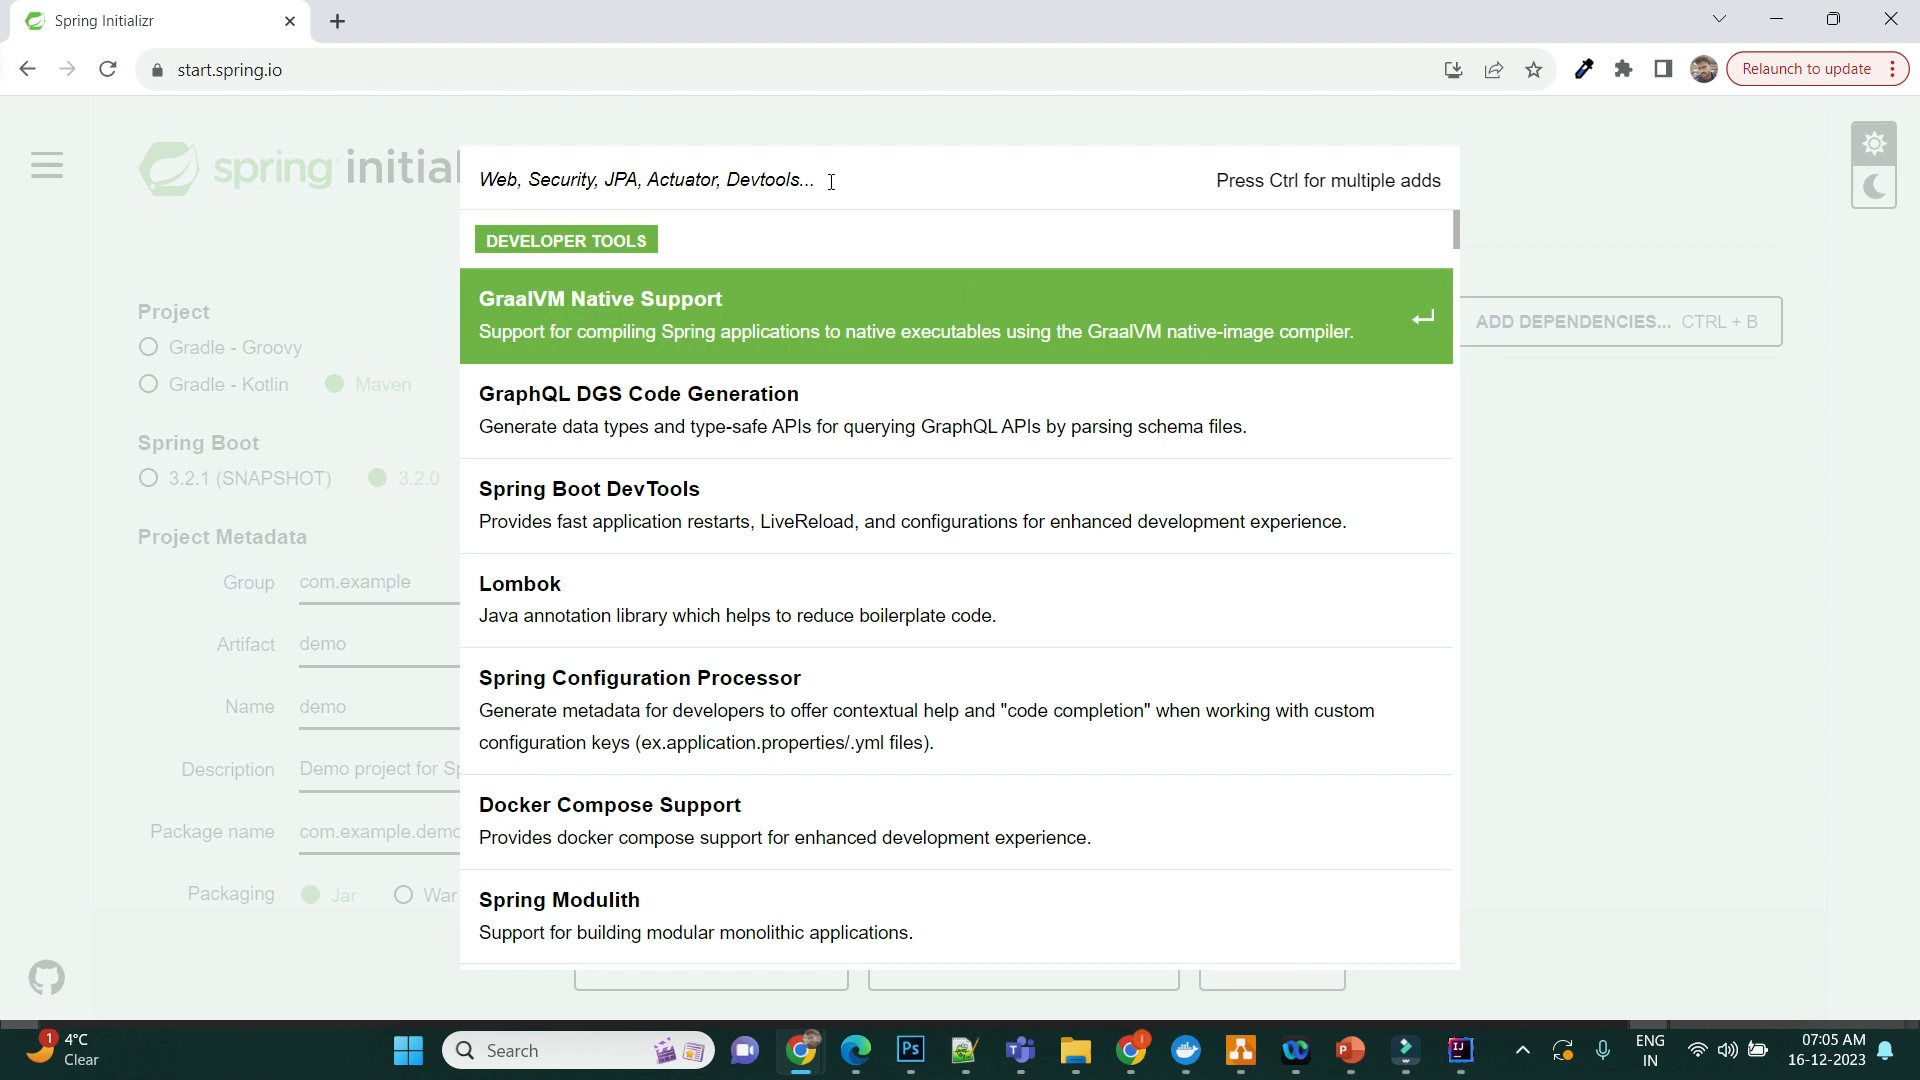 Spring Initializr
start.spring.io
Relaunch to update
spring initial
Web, Security, JPA, Actuator, Devtools...
Press Ctrl for multiple adds
DEVELOPER TOOLS
GraalVM Native Support
Support for compiling Spring applications to native executables using the GraalVM native-image compiler.
GraphQL DGS Code Generation
Generate data types and type-safe APIs for querying GraphQL APIs by parsing schema files.
Spring Boot DevTools
Provides fast application restarts, LiveReload, and configurations for enhanced development experience.
Lombok
Java annotation library which helps to reduce boilerplate code.
Spring Configuration Processor
Generate metadata for developers to offer contextual help and "code completion" when working with custom
configuration keys (ex.application.properties/.yml files).
Docker Compose Support
Provides docker compose support for enhanced development experience.
Spring Modulith
Support for building modular monolithic applications.
ADD DEPENDENCIES... CTRL + B
Project
Gradle - Groovy
Gradle - Kotlin Maven
Spring Boot
3.2.1 (SNAPSHOT) 3.2.0
Project Metadata
Group com.example
Artifact demo
Name demo
Description Demo project for Sp
Package name com.example.demo
Packaging Jar War
1
4°C
Clear
Search
Ps
T
P
IJ
ENG
IN
07:05 AM
16-12-2023